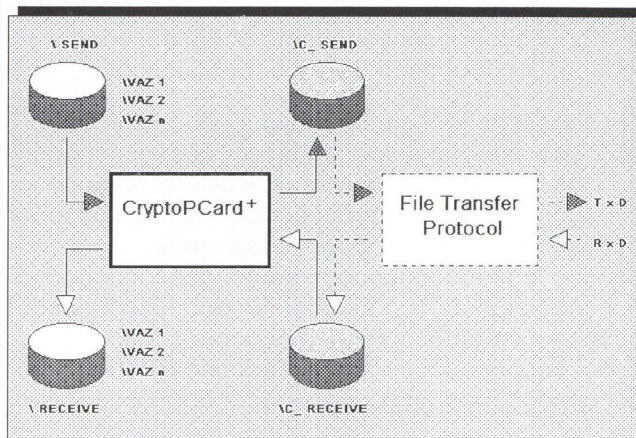 \ SEND
\C_ SEND
\VAZ 1
\VAZ 2
\VAZ n
CryptoPCard+
File Transfer
Protocol
T x D
R x D
\VAZ 1
\VAZ 2
\VAZ n
\ RECEIVE
\C_ RECEIVE